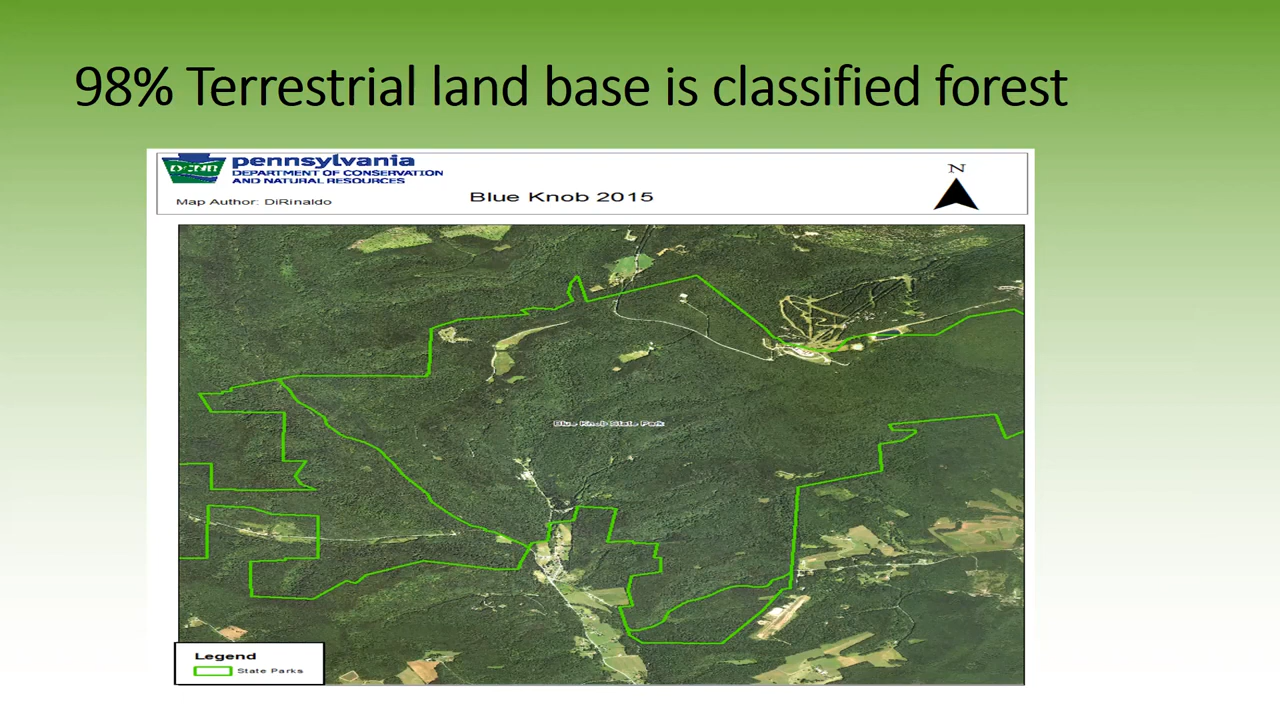 98% Terrestrial land base is classified forest
DCNR
pennsylvania
DEPARTMENT OF CONSERVATION
AND NATURAL RESOURCES
Map Author: DiRinaldo
Blue Knob 2015
N
Blue Knob State Park
Legend
State Parks